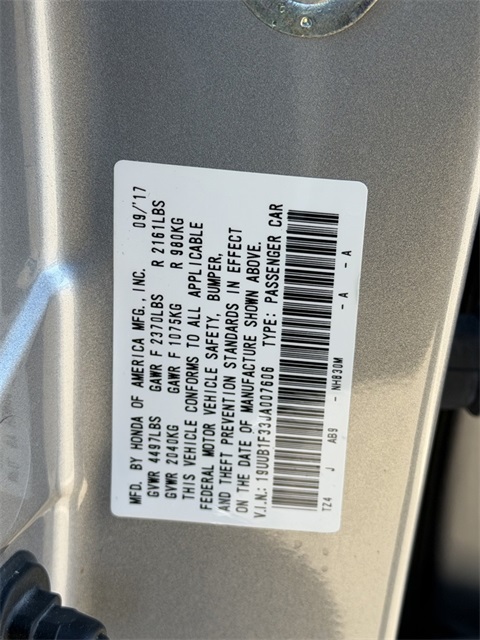 MFD. BY HONDA OF AMERICA MFG., INC. 09/'17
GVWR 4497LBS GAWR F 2370LBS R 2161LBS
GVWR 2040KG GAWR F 1075KG R 980KG
THIS VEHICLE CONFORMS TO ALL APPLICABLE
FEDERAL MOTOR VEHICLE SAFETY, BUMPER,
AND THEFT PREVENTION STANDARDS IN EFFECT
ON THE DATE OF MANUFACTURE SHOWN ABOVE.
V.I.N.: 19UUB1F33JA007606 TYPE: PASSENGER CAR
TZ4 J AB9 - NH830M - A - A